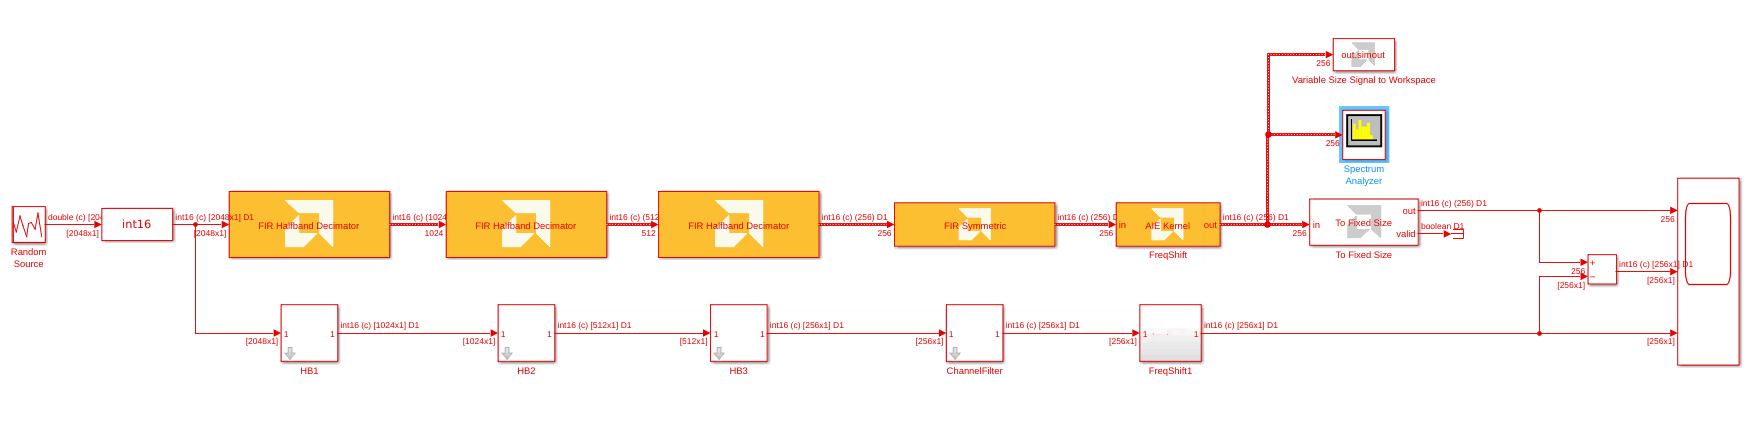 out.simout
256
Variable Size Signal to Workspace
256
Spectrum
Analyzer
double (c) [204
[2048x1]
Random
Source
int16
int16 (c) [2048x1] D1
[2048x1]
FIR Halfband Decimator
int16 (c) (1024
1024
FIR Halfband Decimator
int16 (c) (512
512
FIR Halfband Decimator
int16 (c) (256) D1
256
FIR Symmetric
int16 (c) (256) D
256
in
AIE Kernel
out
FreqShift
int16 (c) (256) D1
256
in
To Fixed Size
out
valid
To Fixed Size
int16 (c) (256) D1
boolean D1
256
+
256
−
[256x1]
int16 (c) [256x1] D1
[256x1]
[2048x1]
1
1
HB1
int16 (c) [1024x1] D1
[1024x1]
1
1
HB2
int16 (c) [512x1] D1
[512x1]
1
1
HB3
int16 (c) [256x1] D1
[256x1]
1
1
ChannelFilter
int16 (c) [256x1] D1
[256x1]
1
1
FreqShift1
int16 (c) [256x1] D1
[256x1]